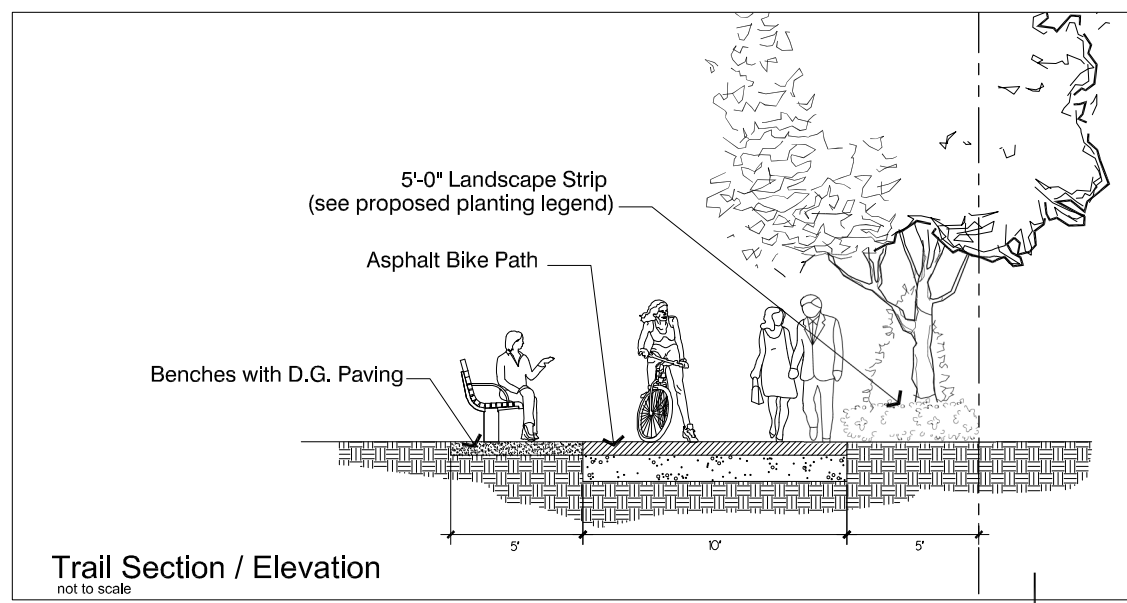 5'-0" Landscape Strip
(see proposed planting legend)
Asphalt Bike Path
Benches with D.G. Paving
5' 10' 5'
Trail Section / Elevation
not to scale